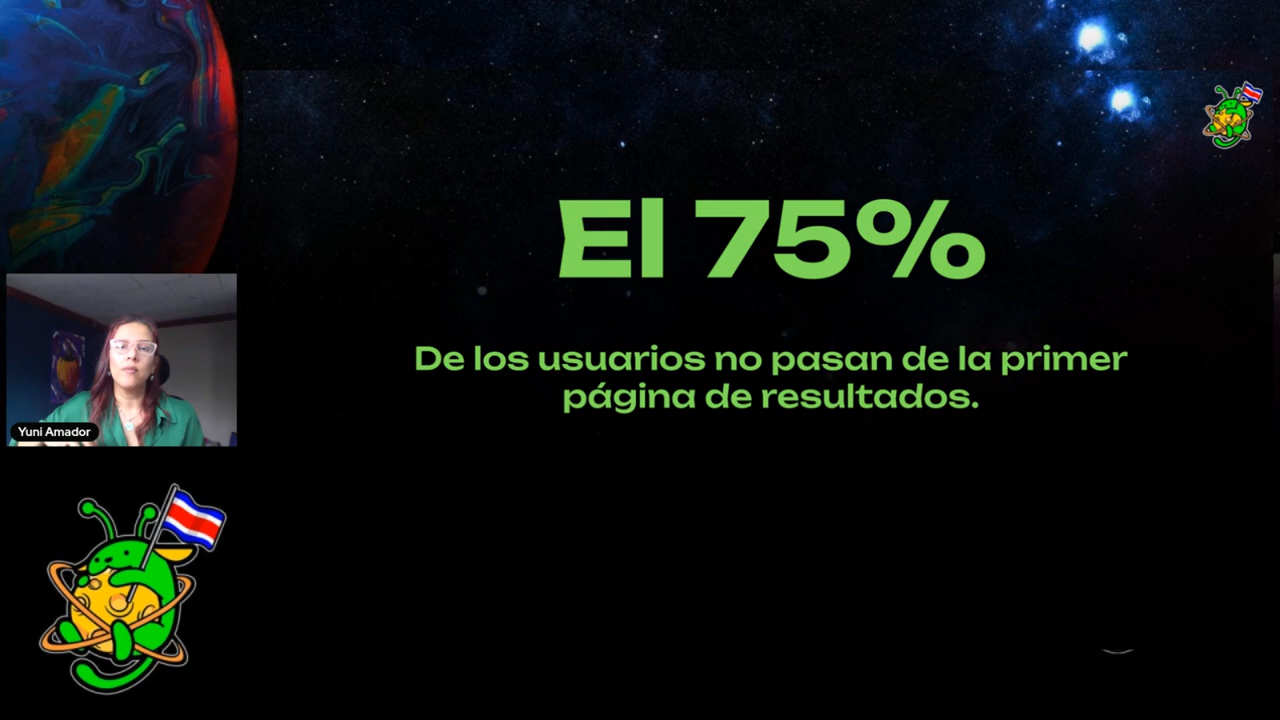 El 75%
De los usuarios no pasan de la primer
página de resultados.
Yuni Amador